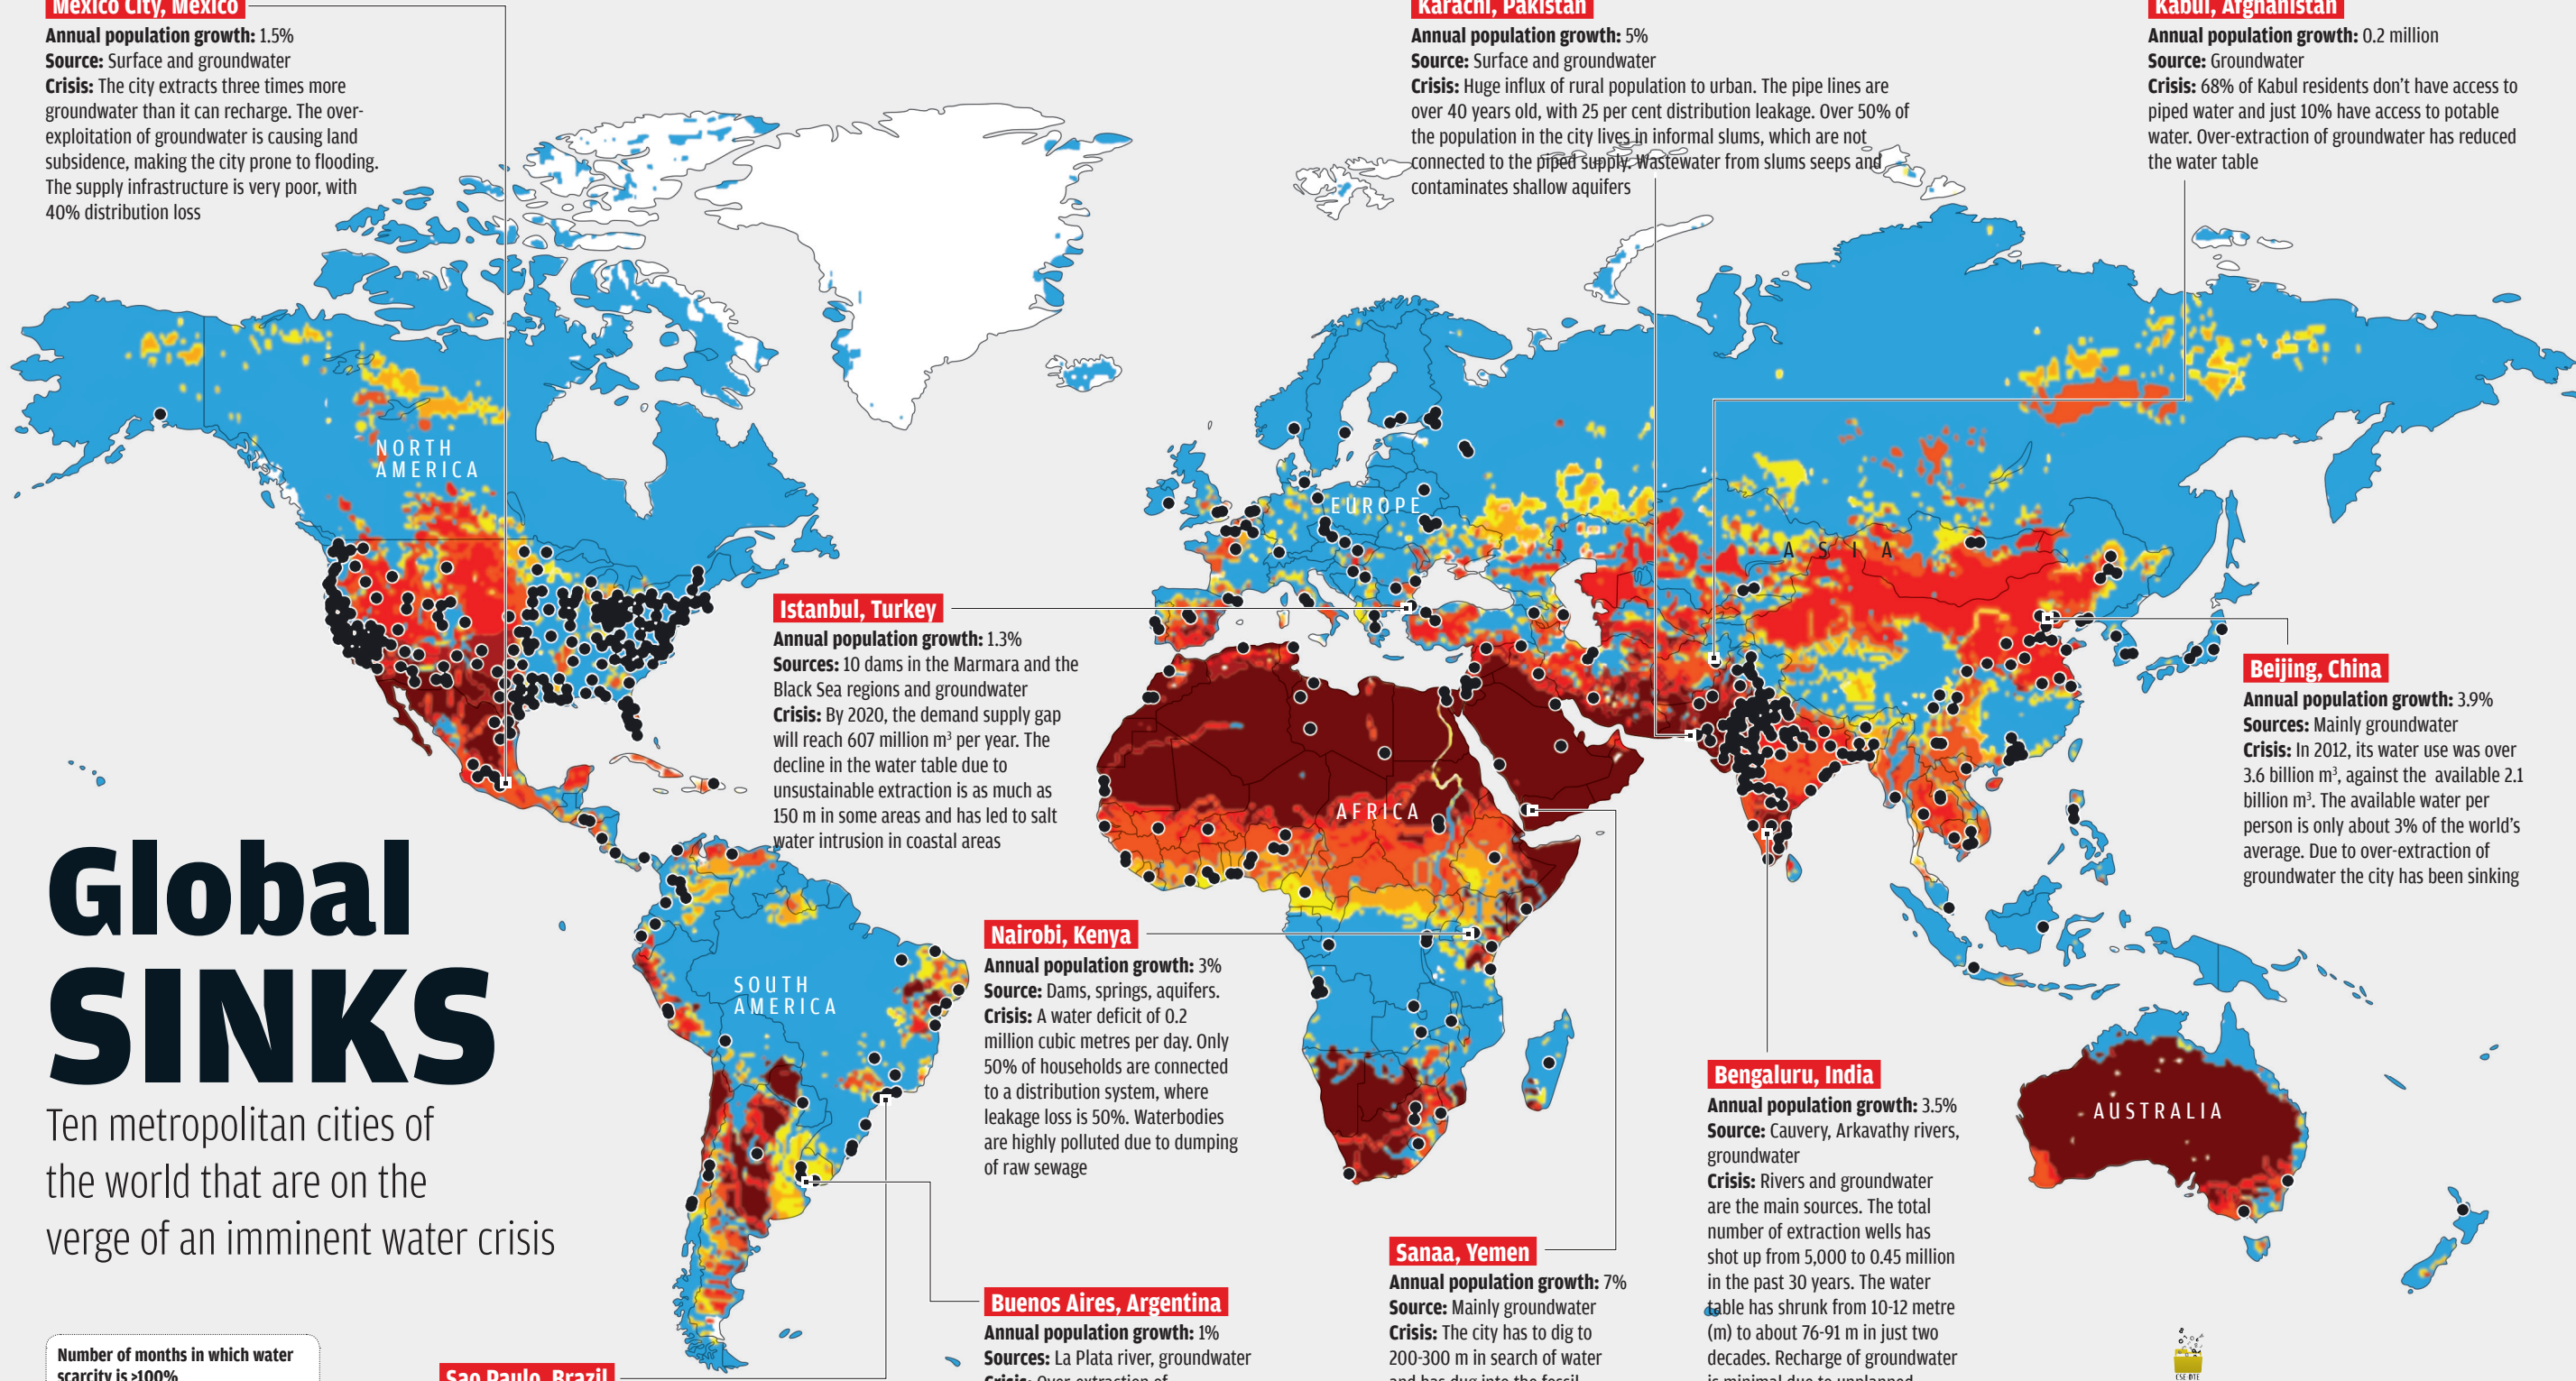 Mexico City, Mexico
Annual population growth: 1.5%
Source: Surface and groundwater
Crisis: The city extracts three times more
groundwater than it can recharge. The over-
exploitation of groundwater is causing land
subsidence, making the city prone to flooding.
The supply infrastructure is very poor, with
40% distribution loss
Karachi, Pakistan
Annual population growth: 5%
Source: Surface and groundwater
Crisis: Huge influx of rural population to urban. The pipe lines are
over 40 years old, with 25 per cent distribution leakage. Over 50% of
the population in the city lives in informal slums, which are not
connected to the piped supply. Wastewater from slums seeps and
contaminates shallow aquifers
Kabul, Afghanistan
Annual population growth: 0.2 million
Source: Groundwater
Crisis: 68% of Kabul residents don't have access to
piped water and just 10% have access to potable
water. Over-extraction of groundwater has reduced
the water table
NORTH
AMERICA
EUROPE
ASIA
Istanbul, Turkey
Annual population growth: 1.3%
Sources: 10 dams in the Marmara and the
Black Sea regions and groundwater
Crisis: By 2020, the demand supply gap
will reach 607 million m³ per year. The
decline in the water table due to
unsustainable extraction is as much as
150 m in some areas and has led to salt
water intrusion in coastal areas
Beijing, China
Annual population growth: 3.9%
Sources: Mainly groundwater
Crisis: In 2012, its water use was over
3.6 billion m³, against the available 2.1
billion m³. The available water per
person is only about 3% of the world's
average. Due to over-extraction of
groundwater the city has been sinking
AFRICA
Global
SINKS
Ten metropolitan cities of
the world that are on the
verge of an imminent water crisis
SOUTH
AMERICA
Nairobi, Kenya
Annual population growth: 3%
Source: Dams, springs, aquifers.
Crisis: A water deficit of 0.2
million cubic metres per day. Only
50% of households are connected
to a distribution system, where
leakage loss is 50%. Waterbodies
are highly polluted due to dumping
of raw sewage
Bengaluru, India
Annual population growth: 3.5%
Source: Cauvery, Arkavathy rivers,
groundwater
Crisis: Rivers and groundwater
are the main sources. The total
number of extraction wells has
shot up from 5,000 to 0.45 million
in the past 30 years. The water
table has shrunk from 10-12 metre
(m) to about 76-91 m in just two
decades. Recharge of groundwater
is minimal due to unplanned
AUSTRALIA
Sanaa, Yemen
Annual population growth: 7%
Source: Mainly groundwater
Crisis: The city has to dig to
200-300 m in search of water
and has dug into the fossil
Buenos Aires, Argentina
Annual population growth: 1%
Sources: La Plata river, groundwater
Crisis: Over-extraction of
Number of months in which water
scarcity is >100%
Sao Paulo, Brazil
CSE-DTE